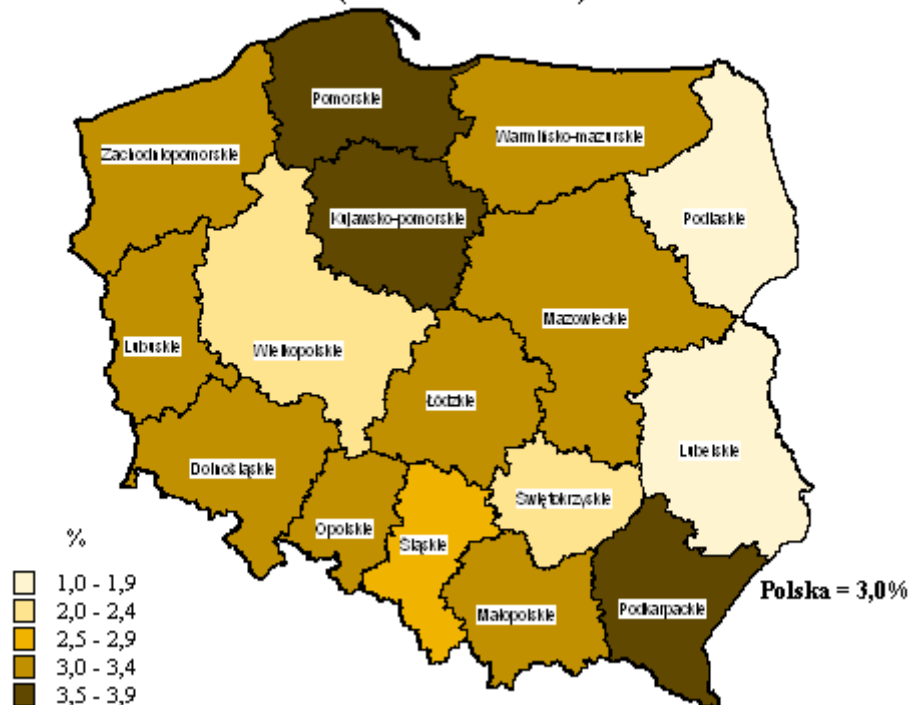 Pomorskie
Warmińsko-mazurskie
Zachodniopomorskie
Kujawsko-pomorskie
Podlaskie
Mazowieckie
Lubuskie
Wielkopolskie
Łódzkie
Lubelskie
Dolnośląskie
Świętokrzyskie
Opolskie
Śląskie
Małopolskie
Podkarpackie
Polska = 3,0%
%
1,0 - 1,9
2,0 - 2,4
2,5 - 2,9
3,0 - 3,4
3,5 - 3,9